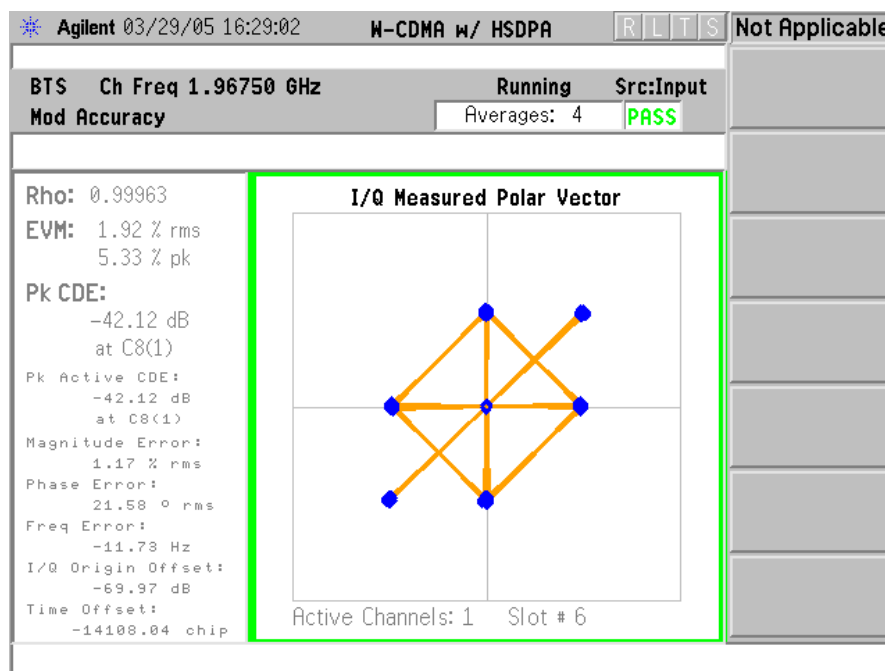 Agilent 03/29/05 16:29:02 W-CDMA w/ HSDPA R L T S Not Applicable
BTS Ch Freq 1.96750 GHz Running Src:Input
Mod Accuracy Averages: 4 PASS
Rho: 0.99963
EVM: 1.92 % rms
5.33 % pk
Pk CDE:
-42.12 dB
at C8(1)
Pk Active CDE:
-42.12 dB
at C8(1)
Magnitude Error:
1.17 % rms
Phase Error:
21.58 º rms
Freq Error:
-11.73 Hz
I/Q Origin Offset:
-69.97 dB
Time Offset:
-14108.04 chip
I/Q Measured Polar Vector
Active Channels: 1 Slot # 6